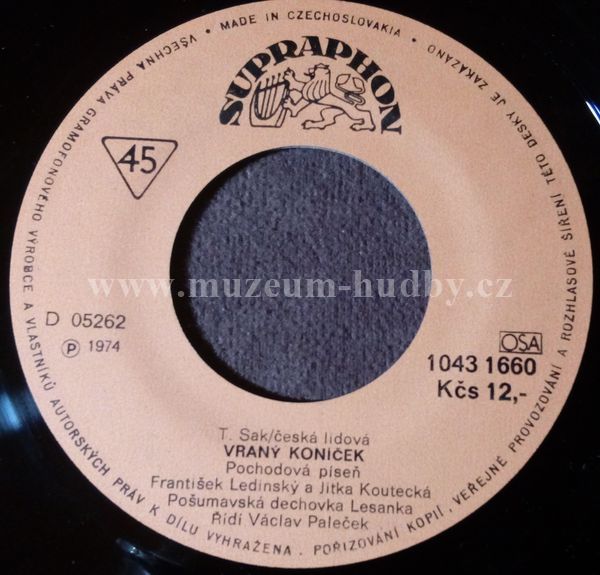 VŠECHNA PRÁVA GRAMOFONOVÉHO VÝROBCE A VLASTNÍKŮ AUTORSKÝCH PRÁV K DÍLU VYHRAŽENA. POŘIZOVÁNÍ KOPIÍ, VEŘEJNÉ PROVOZOVÁNÍ A ROZHLASOVÉ ŠÍŘENÍ TÉTO DESKY JE ZAKÁZÁNO • MADE IN CZECHOSLOVAKIA •
SUPRAPHON
45
www.muzeum-hudby.cz
D 05262
Ⓟ 1974
OSA
1043 1660
Kčs 12,-
T. Sak/česká lidová
VRANÝ KONÍČEK
Pochodová píseň
František Ledinský a Jitka Koutecká
Pošumavská dechovka Lesanka
Řídí Václav Paleček